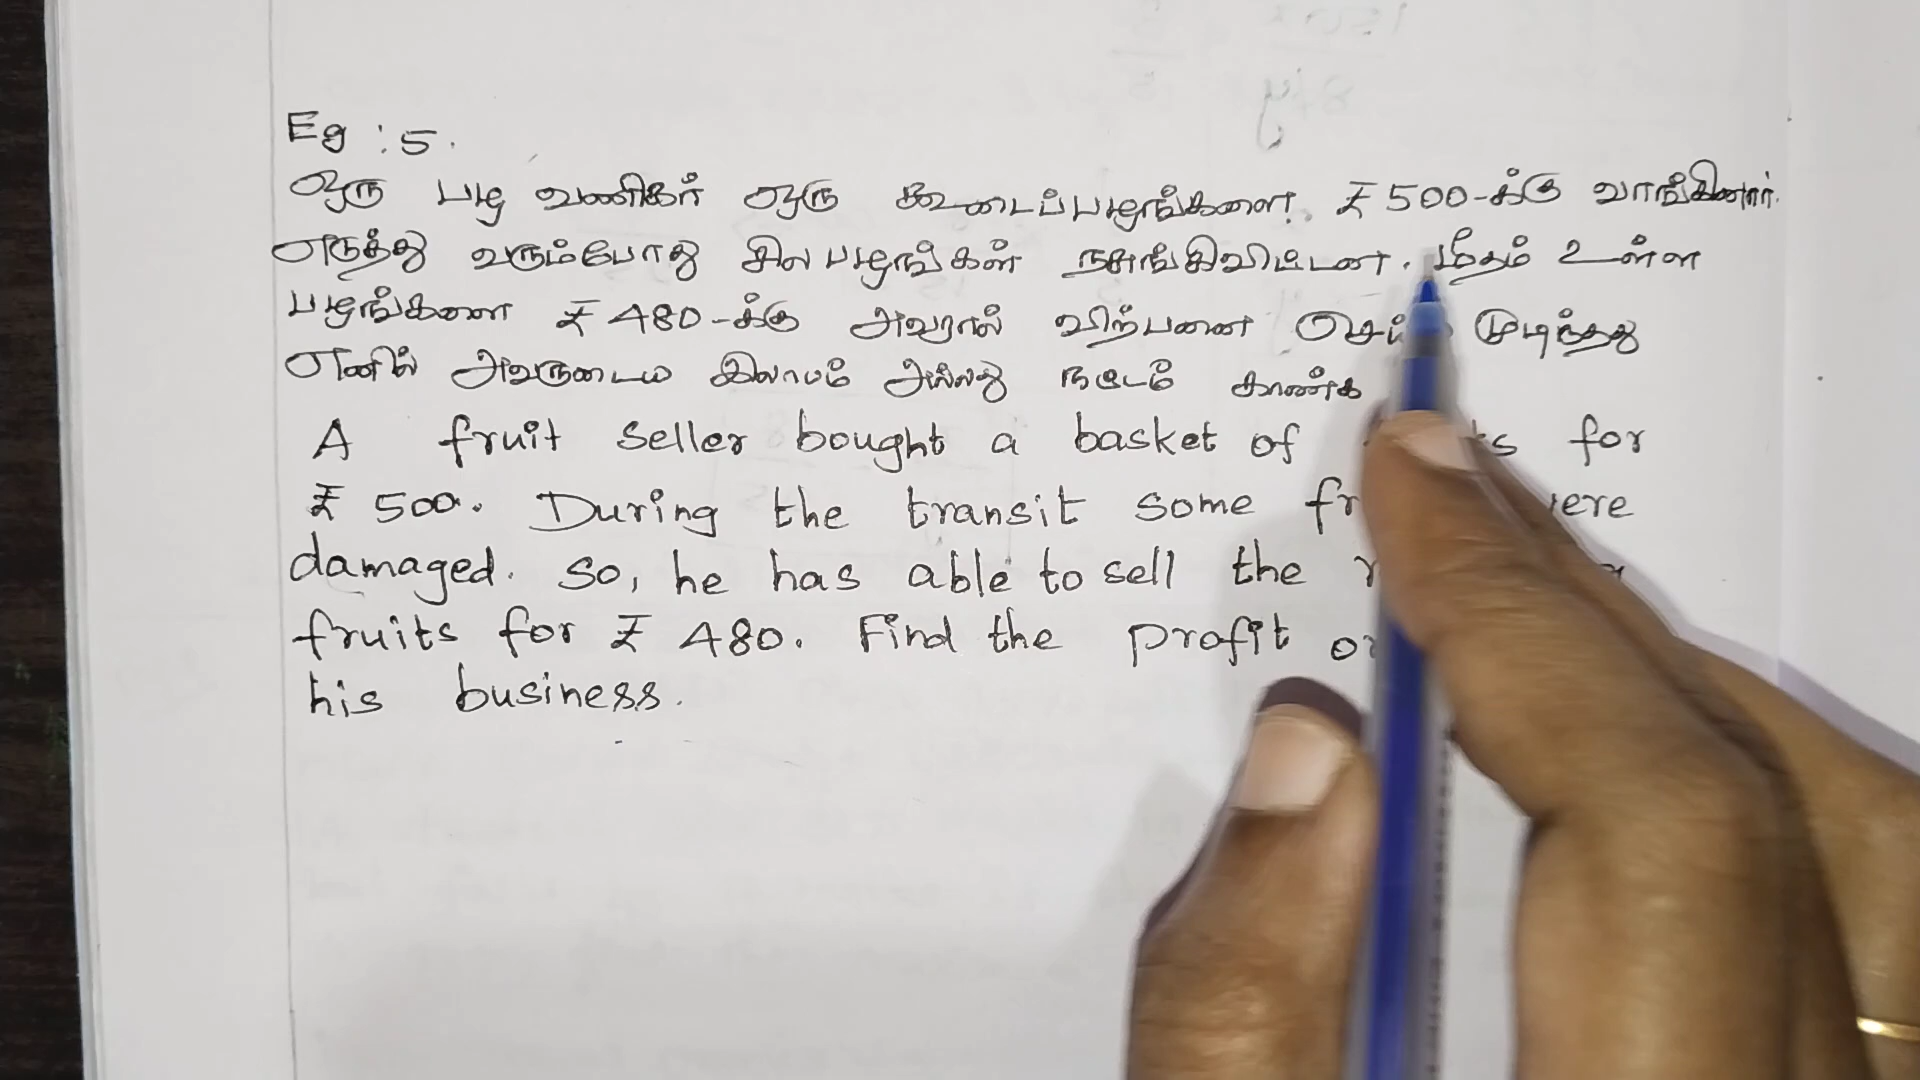 Eg : 5.
ஒரு பழ வணிகர் ஒரு கூடைப்பழங்களை ₹ 500-க்கு வாங்கினார்.
எடுத்து வரும்போது சில பழங்கள் நசுங்கிவிட்டன. மீதம் உள்ள
பழங்களை ₹ 480-க்கு அவரால் விற்பனை முடிந்தது
எனில் அவருடைய இலாபம் அல்லது நட்டம் காண்க
A fruit seller bought a basket of for
₹ 500. During the transit some
damaged. So, he has able to sell the
fruits for ₹ 480. Find the profit
his business.